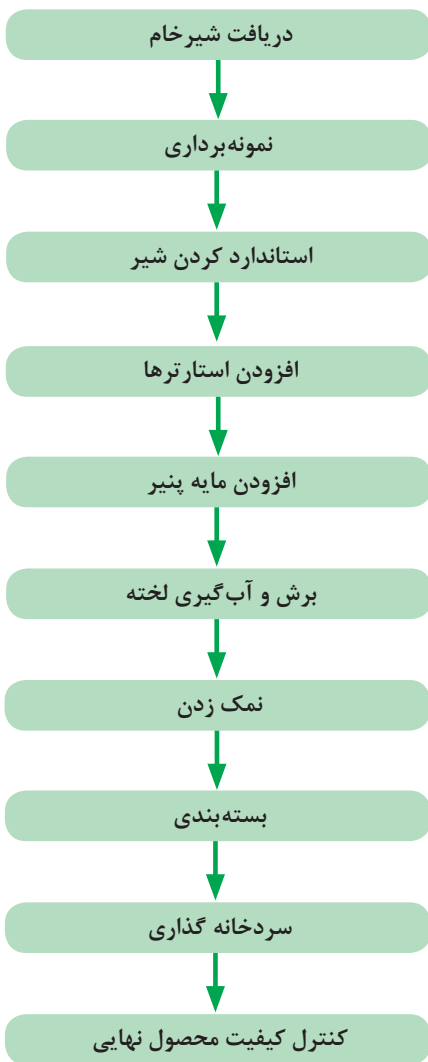 دریافت شیرخام
نمونه‌برداری
استاندارد کردن شیر
افزودن استارترها
افزودن مایه پنیر
برش و آب‌گیری لخته
نمک زدن
بسته‌بندی
سردخانه گذاری
کنترل کیفیت محصول نهایی